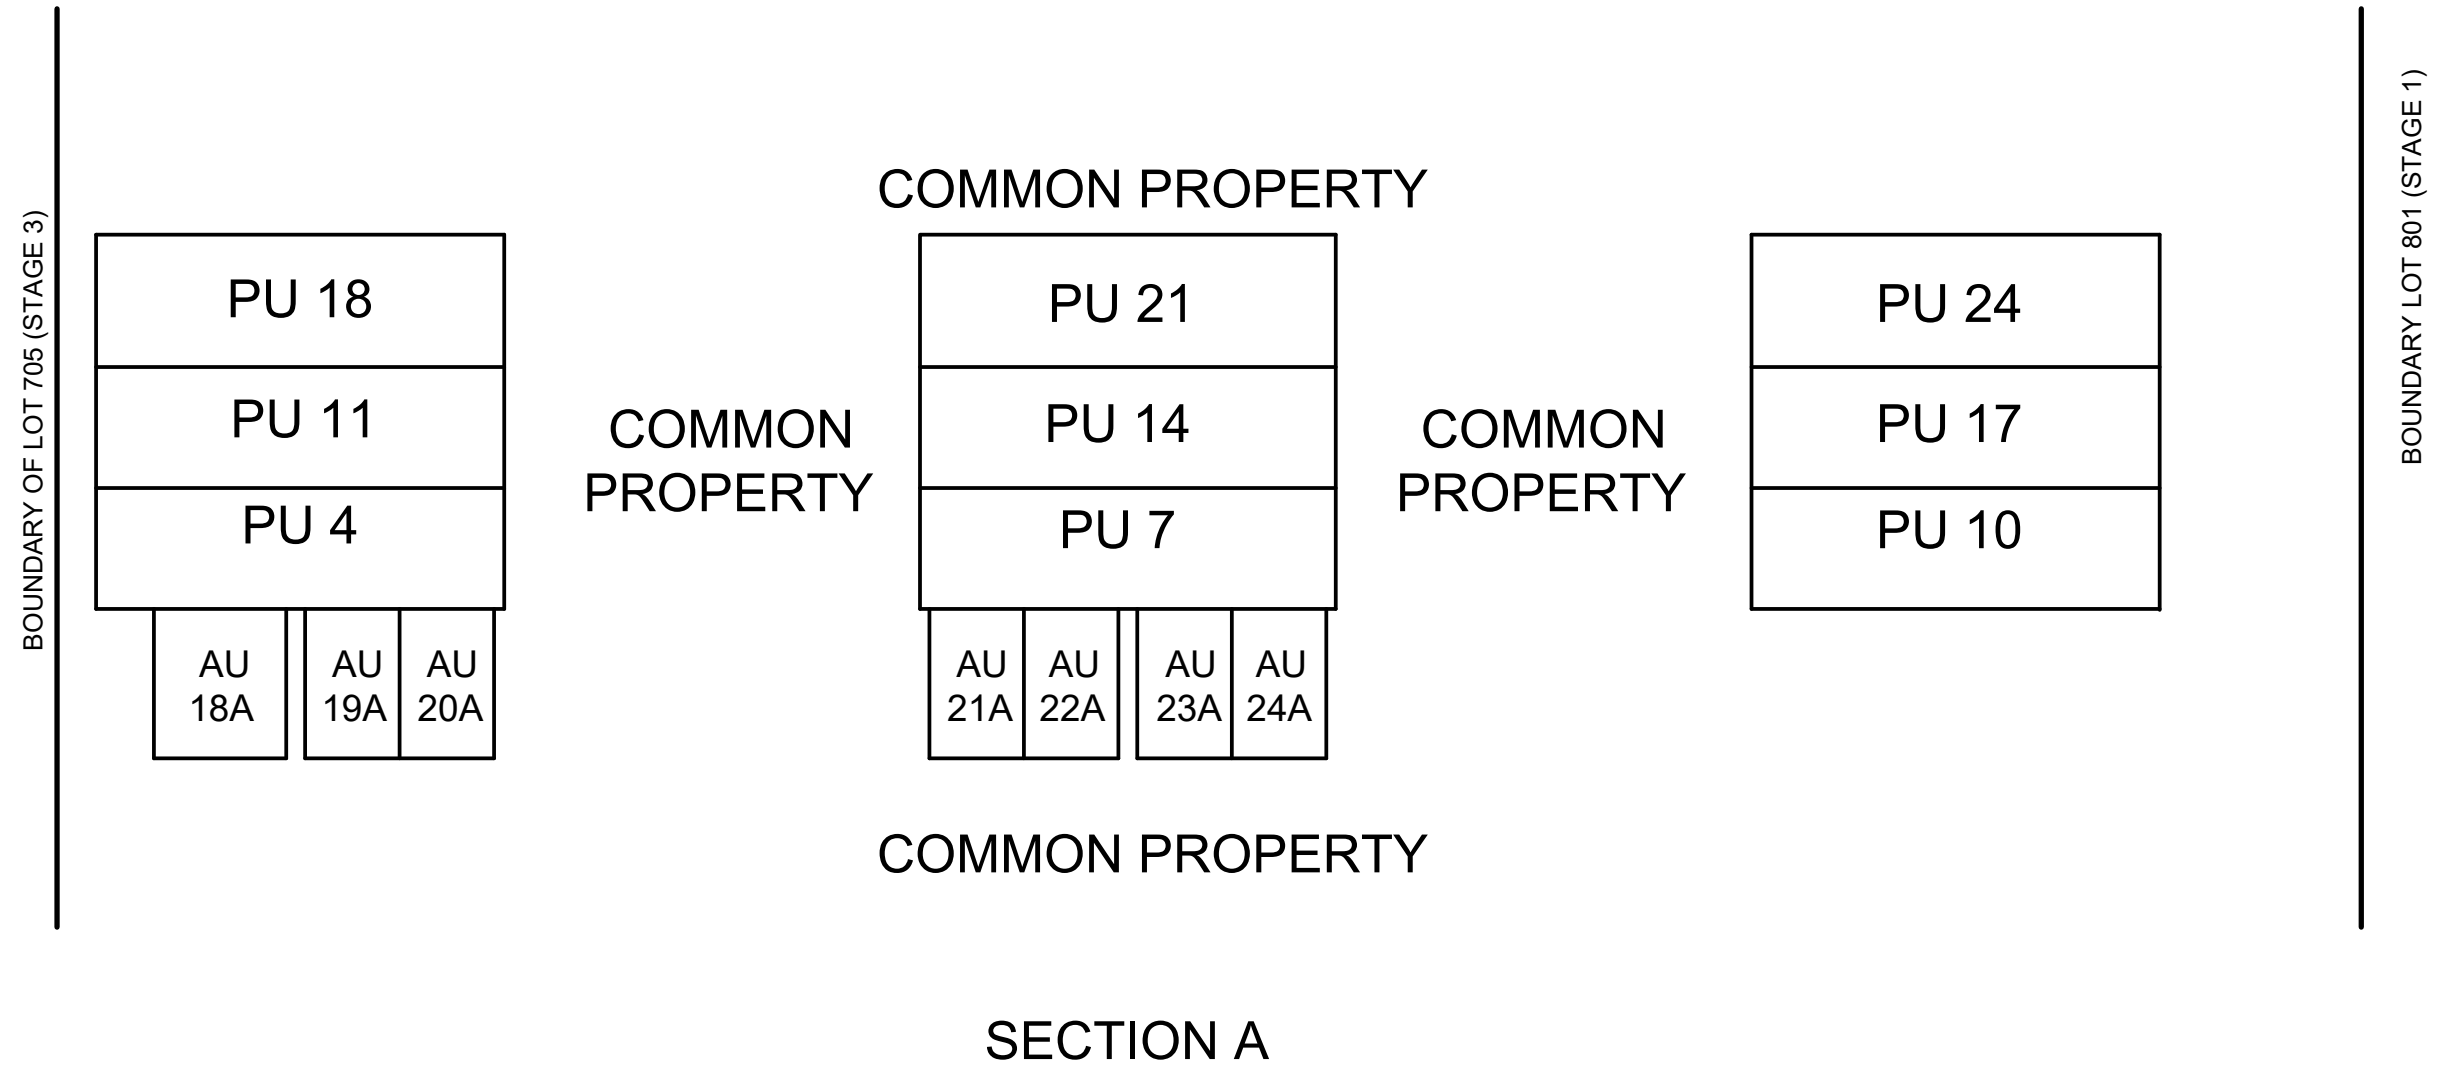 BOUNDARY OF LOT 705 (STAGE 3)
BOUNDARY LOT 801 (STAGE 1)
COMMON PROPERTY
PU 18
PU 11
PU 4
AU
18A
AU
19A
AU
20A
COMMON
PROPERTY
PU 21
PU 14
PU 7
AU
21A
AU
22A
AU
23A
AU
24A
COMMON
PROPERTY
PU 24
PU 17
PU 10
COMMON PROPERTY
SECTION A